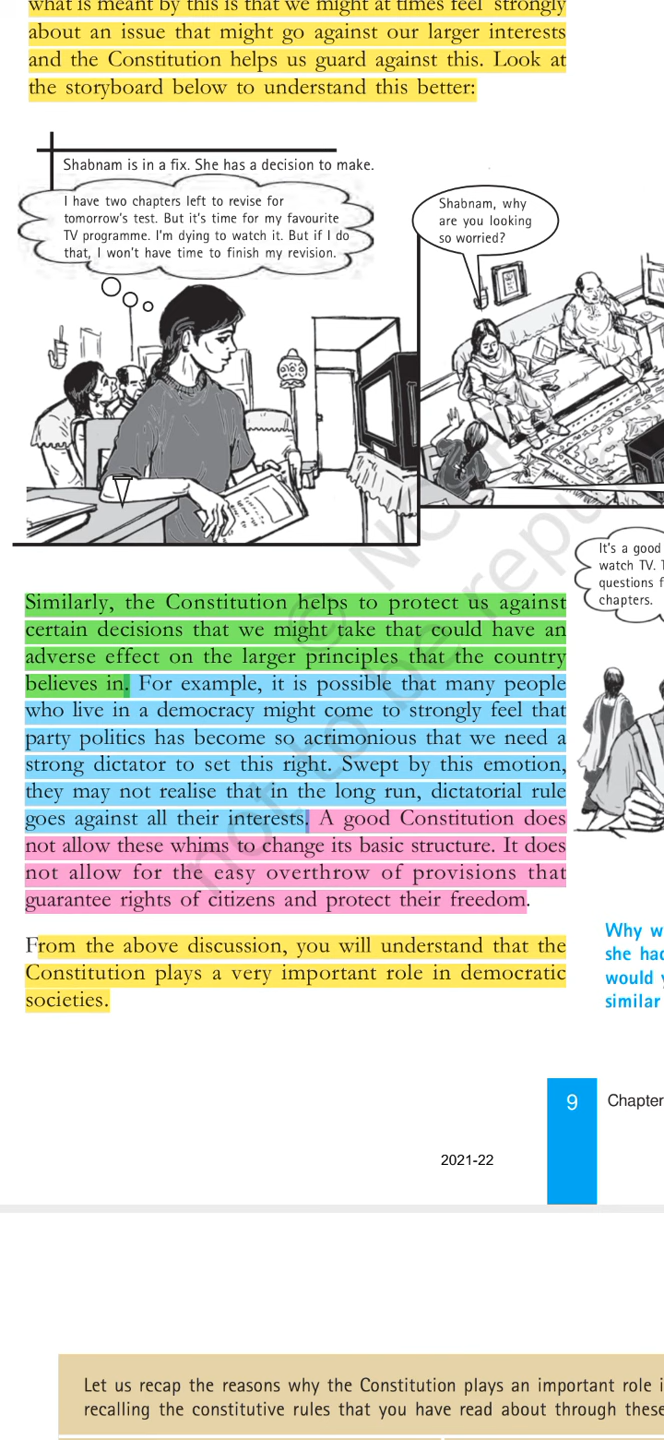 what is meant by this is that we might at times feel strongly
about an issue that might go against our larger interests
and the Constitution helps us guard against this. Look at
the storyboard below to understand this better:
Shabnam is in a fix. She has a decision to make.
I have two chapters left to revise for
tomorrow's test. But it's time for my favourite
TV programme. I'm dying to watch it. But if I do
that, I won't have time to finish my revision.
Shabnam, why
are you looking
so worried?
It's a good
watch TV.
questions f
chapters.
Similarly, the Constitution helps to protect us against
certain decisions that we might take that could have an
adverse effect on the larger principles that the country
believes in. For example, it is possible that many people
who live in a democracy might come to strongly feel that
party politics has become so acrimonious that we need a
strong dictator to set this right. Swept by this emotion,
they may not realise that in the long run, dictatorial rule
goes against all their interests. A good Constitution does
not allow these whims to change its basic structure. It does
not allow for the easy overthrow of provisions that
guarantee rights of citizens and protect their freedom.
From the above discussion, you will understand that the
Constitution plays a very important role in democratic
societies.
Why w
she had
would y
similar
9 Chapter
2021-22
Let us recap the reasons why the Constitution plays an important role i
recalling the constitutive rules that you have read about through these